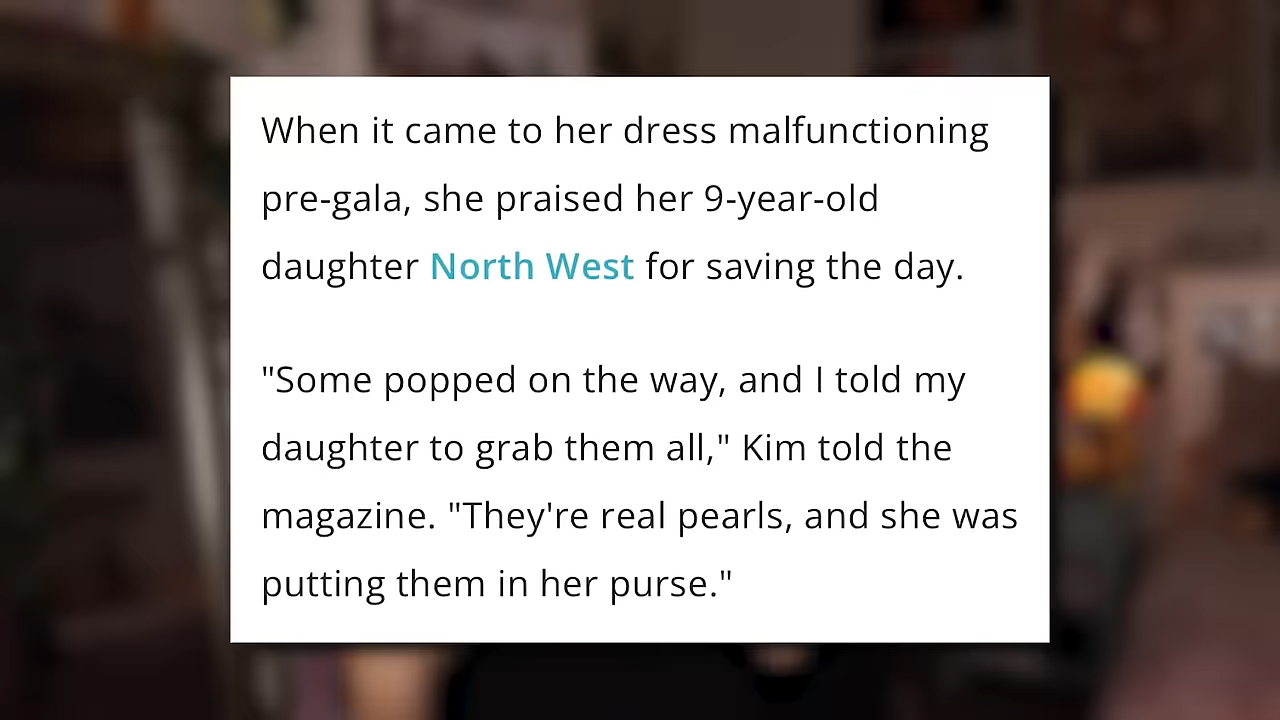 When it came to her dress malfunctioning
pre-gala, she praised her 9-year-old
daughter North West for saving the day.
"Some popped on the way, and I told my
daughter to grab them all," Kim told the
magazine. "They're real pearls, and she was
putting them in her purse."